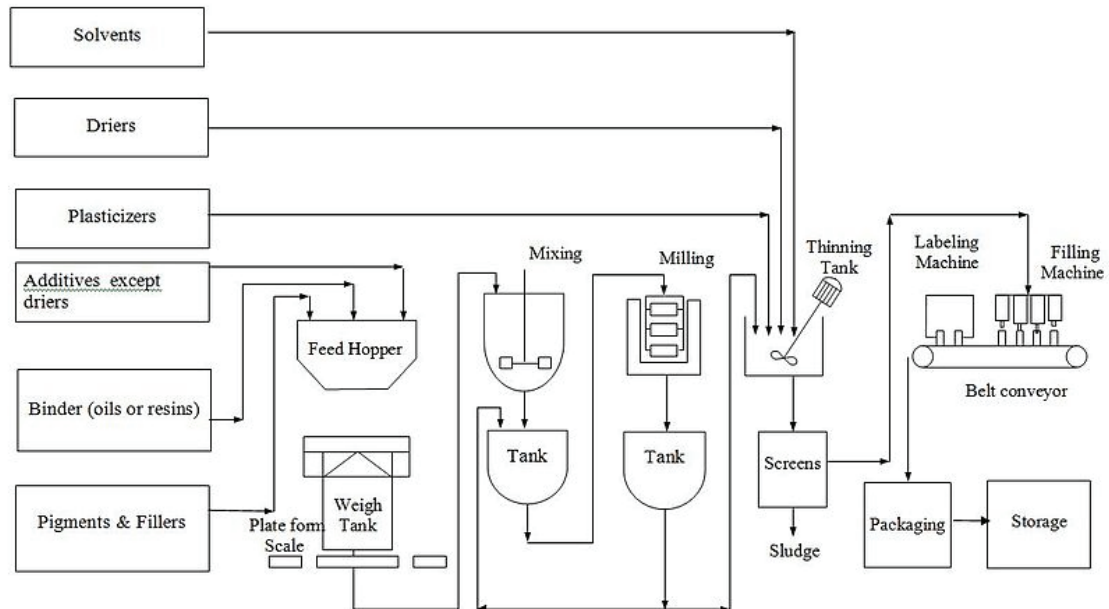 Solvents
Driers
Plasticizers
Additives except
driers
Binder (oils or resins)
Pigments & Fillers
Feed Hopper
Weigh
Tank
Plate form
Scale
Mixing
Tank
Milling
Tank
Thinning
Tank
Screens
Sludge
Labeling
Machine
Filling
Machine
Belt conveyor
Packaging
Storage